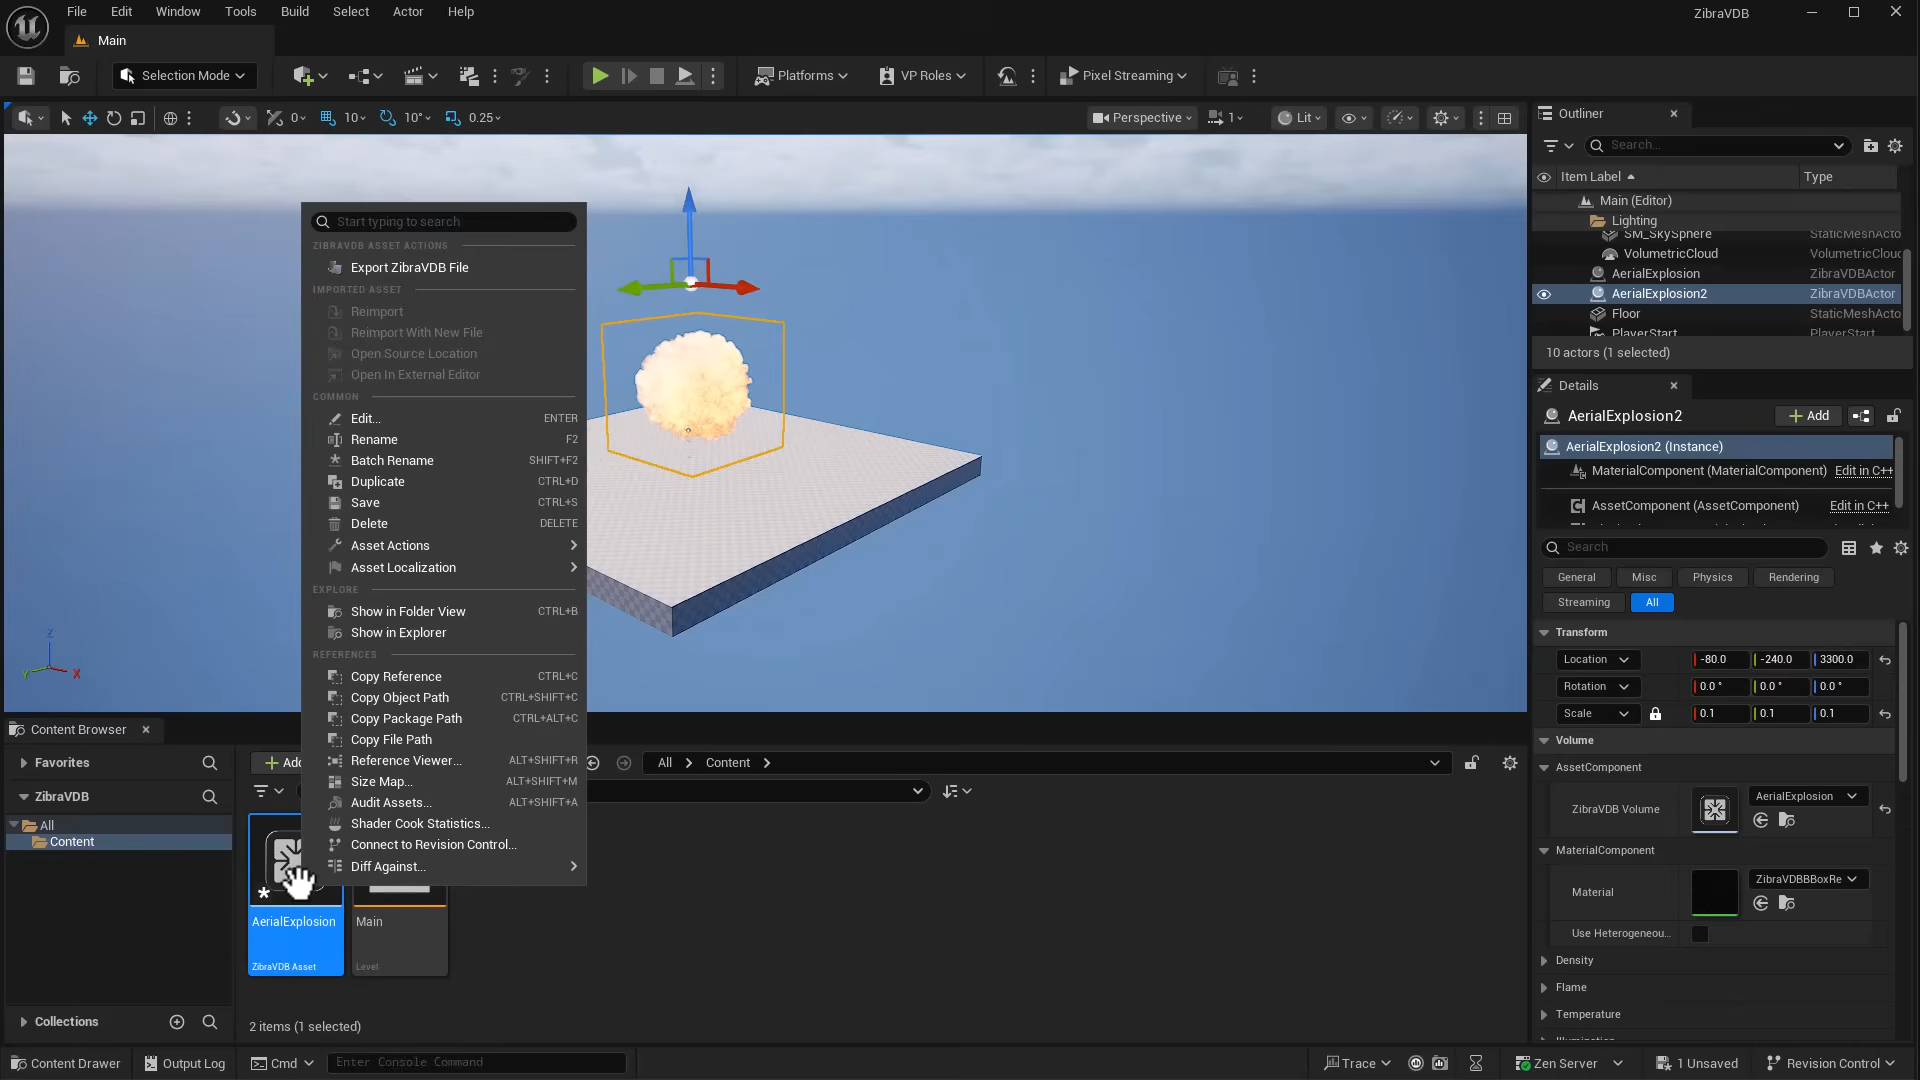 File Edit Window Tools Build Select Actor Help
ZibraVDB
Main
Selection Mode
Platforms
VP Roles
Pixel Streaming
0
10
10°
0.25
Perspective
1
Lit
Outliner
Search...
Item Label
Type
Main (Editor)
Lighting
SM_SkySphere StaticMeshActo
VolumetricCloud VolumetricClouc
AerialExplosion ZibraVDBActor
AerialExplosion2 ZibraVDBActor
Floor StaticMeshActo
PlayerStart PlayerStart
10 actors (1 selected)
Details
AerialExplosion2
Add
AerialExplosion2 (Instance)
MaterialComponent (MaterialComponent) Edit in C++
AssetComponent (AssetComponent) Edit in C++
Search
General Misc Physics Rendering
Streaming All
Transform
Location -80.0 -240.0 3300.0
Rotation 0.0 ° 0.0 ° 0.0 °
Scale 0.1 0.1 0.1
Volume
AssetComponent
ZibraVDB Volume
AerialExplosion
MaterialComponent
Material
ZibraVDBBBoxRe
Use Heterogeneou...
Density
Flame
Temperature
Start typing to search
ZIBRAVDB ASSET ACTIONS
Export ZibraVDB File
IMPORTED ASSET
Reimport
Reimport With New File
Open Source Location
Open In External Editor
COMMON
Edit... ENTER
Rename F2
Batch Rename SHIFT+F2
Duplicate CTRL+D
Save CTRL+S
Delete DELETE
Asset Actions
Asset Localization
EXPLORE
Show in Folder View CTRL+B
Show in Explorer
REFERENCES
Copy Reference CTRL+C
Copy Object Path CTRL+SHIFT+C
Copy Package Path CTRL+ALT+C
Copy File Path
Reference Viewer... ALT+SHIFT+R
Size Map... ALT+SHIFT+M
Audit Assets... ALT+SHIFT+A
Shader Cook Statistics...
Connect to Revision Control...
Diff Against...
Z
Y
X
Content Browser
Favorites
ZibraVDB
All
Content
Collections
Add
All > Content >
AerialExplosion
ZibraVDB Asset
Main
Level
2 items (1 selected)
Content Drawer
Output Log
Cmd
Enter Console Command
Trace
Zen Server
1 Unsaved
Revision Control